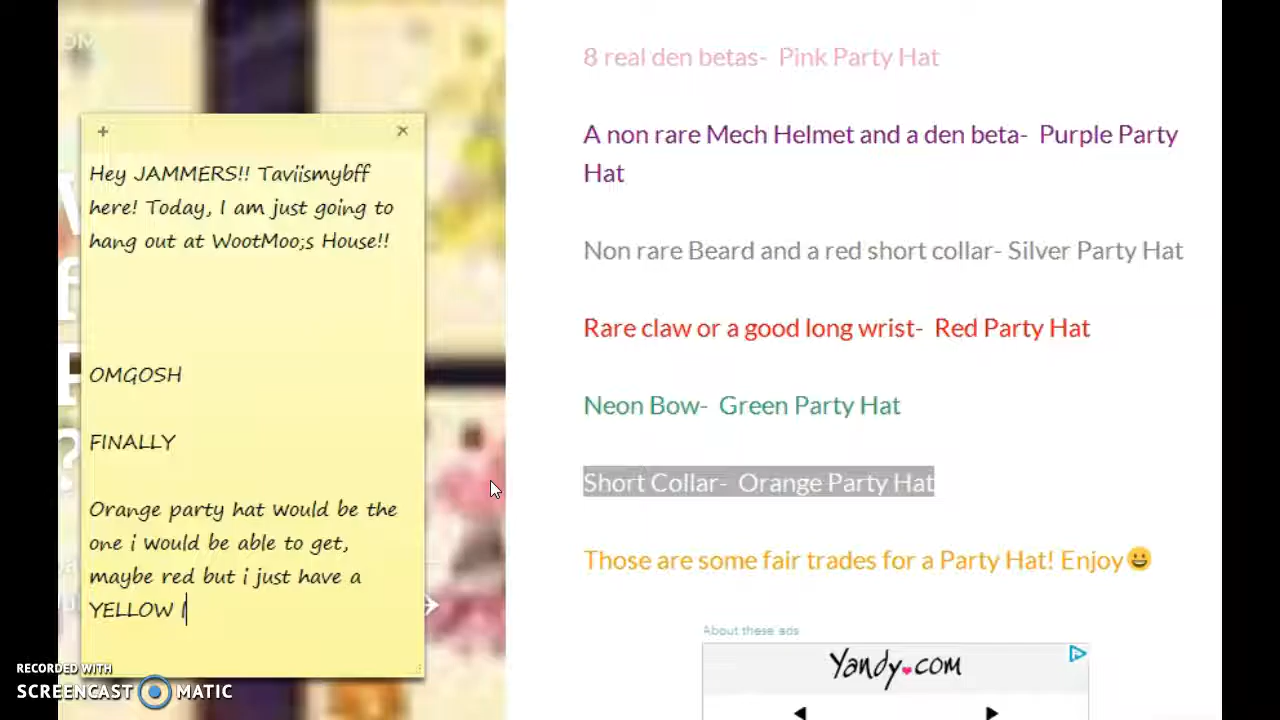 8 real den betas-  Pink Party Hat
A non rare Mech Helmet and a den beta-  Purple Party
Hat
Non rare Beard and a red short collar- Silver Party Hat
Rare claw or a good long wrist-  Red Party Hat
Neon Bow-  Green Party Hat
Short Collar-  Orange Party Hat
Those are some fair trades for a Party Hat! Enjoy😀
About these ads
Yandy.com
Hey JAMMERS!! Taviismybff
here! Today, I am just going to
hang out at WootMoo;s House!!
OMGOSH
FINALLY
Orange party hat would be the
one i would be able to get,
maybe red but i just have a
YELLOW l
RECORDED WITH
SCREENCAST MATIC